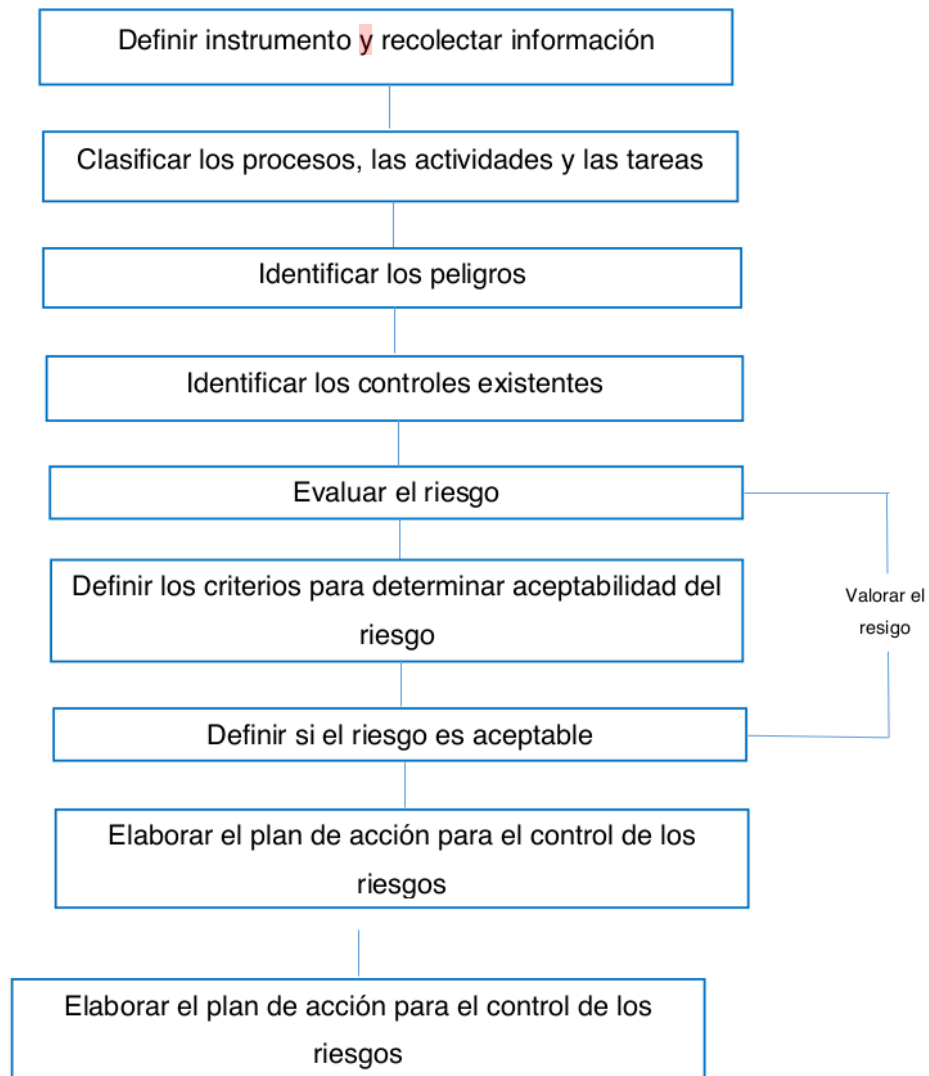 Definir instrumento y recolectar información
Clasificar los procesos, las actividades y las tareas
Identificar los peligros
Identificar los controles existentes
Evaluar el riesgo
Definir los criterios para determinar aceptabilidad del
riesgo
Valorar el
resigo
Definir si el riesgo es aceptable
Elaborar el plan de acción para el control de los
riesgos
Elaborar el plan de acción para el control de los
riesgos